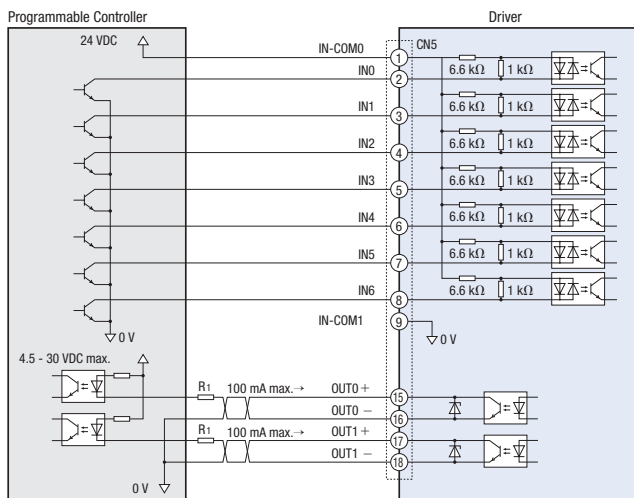 Programmable Controller
Driver
24 VDC
IN-COM0
CN5
1
6.6 kΩ 1 kΩ
IN0
2
6.6 kΩ 1 kΩ
IN1
3
6.6 kΩ 1 kΩ
IN2
4
6.6 kΩ 1 kΩ
IN3
5
6.6 kΩ 1 kΩ
IN4
6
6.6 kΩ 1 kΩ
IN5
7
6.6 kΩ 1 kΩ
IN6
8
0 V
IN-COM1
9
0 V
4.5 - 30 VDC max.
R1
100 mA max.→
OUT0 +
15
OUT0 −
16
R1
100 mA max.→
OUT1 +
17
OUT1 −
18
0 V